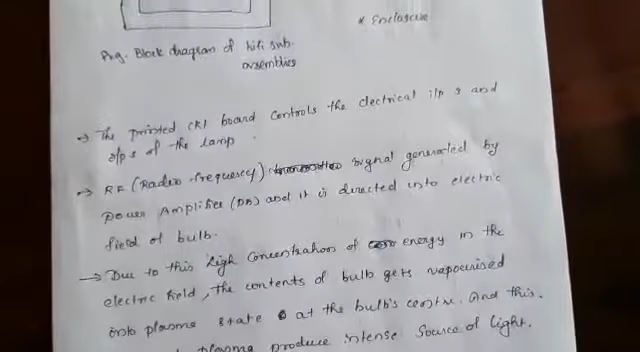 * Enclosure
Fig. Block diagram of hifi sub-
assemblies
→ The printed ckt board controls the electrical i/p s and
o/p s of the lamp.
→ RF (Radio frequency) signal generated by
power Amplifier (PA) and it is directed into electric
field of bulb.
→ Due to this high concentration of energy in the
electric field, the contents of bulb gets vapourised
into plasma state at the bulb's centre. And this.
plasma produce intense source of light.